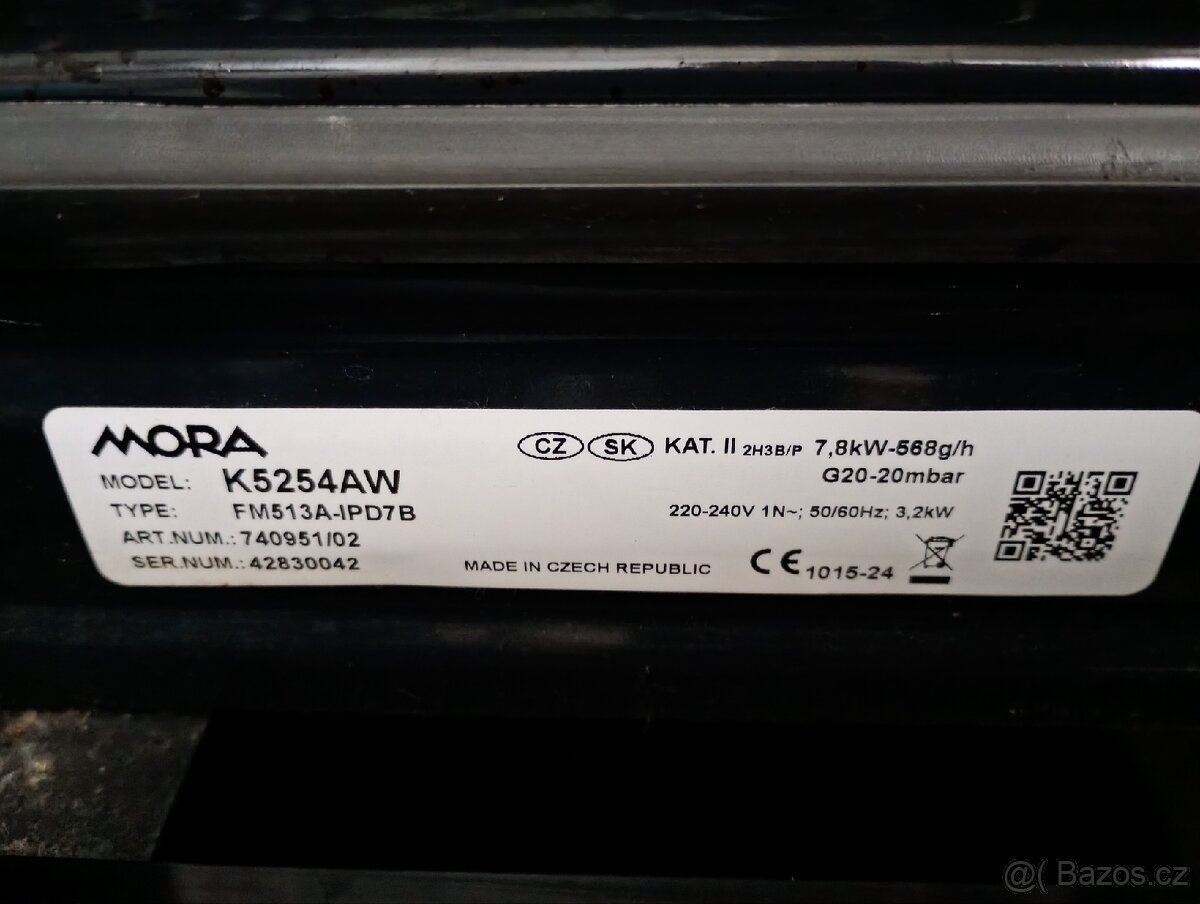 MORA
MODEL: K5254AW
TYPE: FM513A-IPD7B
ART.NUM.: 740951/02
SER.NUM.: 42830042
CZ SK KAT. II 2H3B/P 7,8kW-568g/h
G20-20mbar
220-240V 1N~; 50/60Hz; 3,2kW
MADE IN CZECH REPUBLIC CE 1015-24
@( Bazos.cz